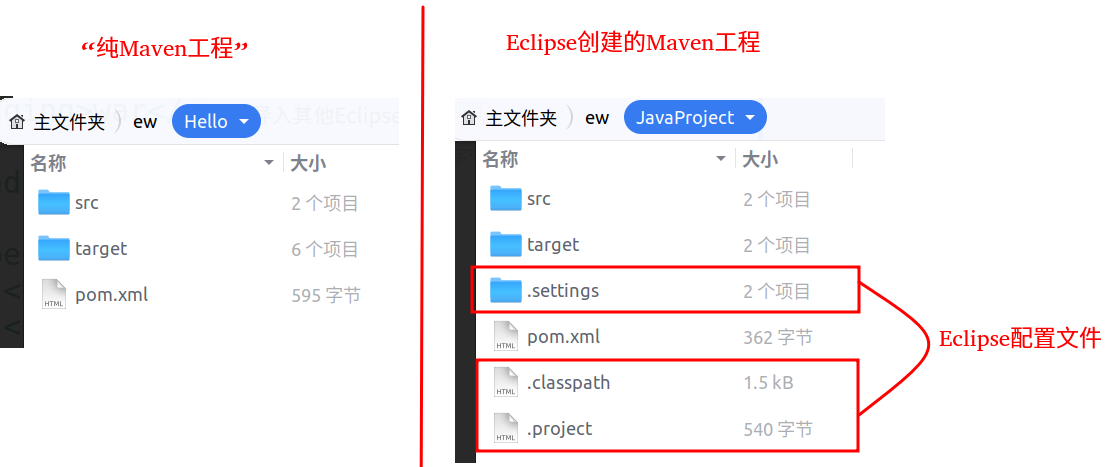 “纯Maven工程”
主文件夹 ew Hello
名称 大小
src 2 个项目
target 6 个项目
HTML pom.xml 595 字节
Eclipse创建的Maven工程
主文件夹 ew JavaProject
名称 大小
src 2 个项目
target 2 个项目
.settings 2 个项目
HTML pom.xml 362 字节
HTML .classpath 1.5 kB
HTML .project 540 字节
Eclipse配置文件